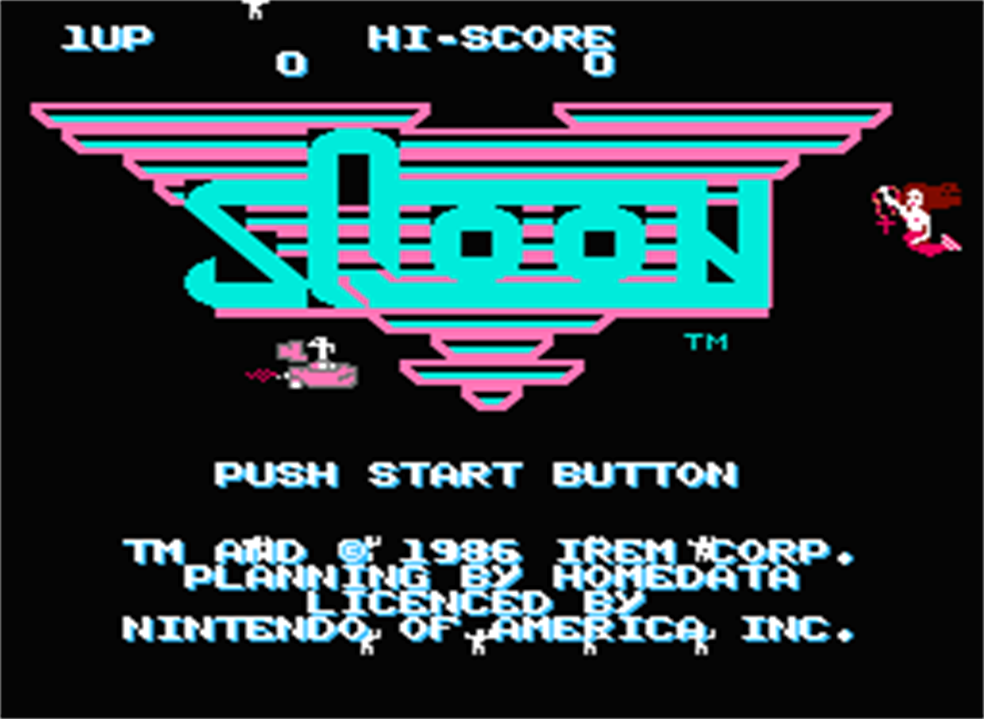 1UP HI-SCORE
0 0
Sqoon
TM
PUSH START BUTTON
TM AND © 1986 IREM CORP.
PLANNING BY HOMEDATA
LICENCED BY
NINTENDO OF AMERICA INC.